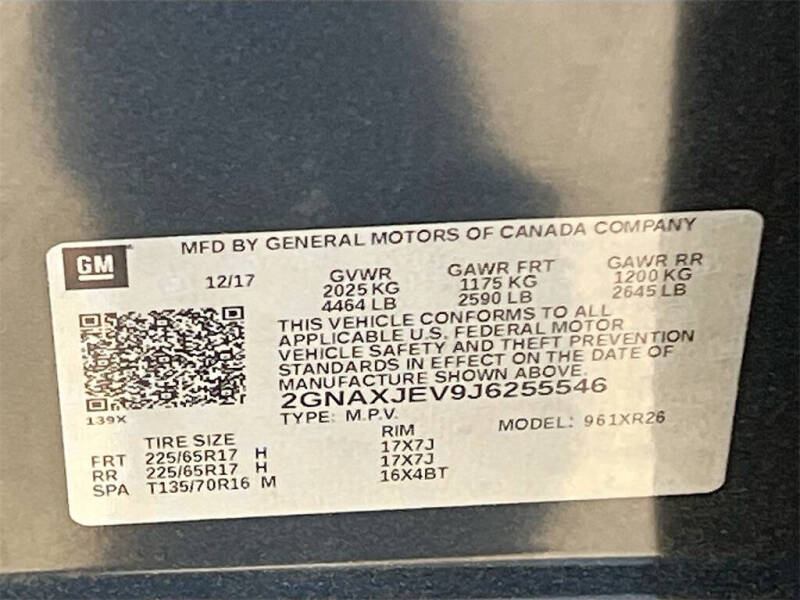 GM
MFD BY GENERAL MOTORS OF CANADA COMPANY
12/17 GVWR GAWR FRT GAWR RR
2025 KG 1175 KG 1200 KG
4464 LB 2590 LB 2645 LB
THIS VEHICLE CONFORMS TO ALL
APPLICABLE U.S. FEDERAL MOTOR
VEHICLE SAFETY AND THEFT PREVENTION
STANDARDS IN EFFECT ON THE DATE OF
MANUFACTURE SHOWN ABOVE.
2GNAXJEV9J6255546
139X
TYPE: M.P.V. MODEL: 961XR26
TIRE SIZE RIM
FRT 225/65R17 H 17X7J
RR 225/65R17 H 17X7J
SPA T135/70R16 M 16X4BT